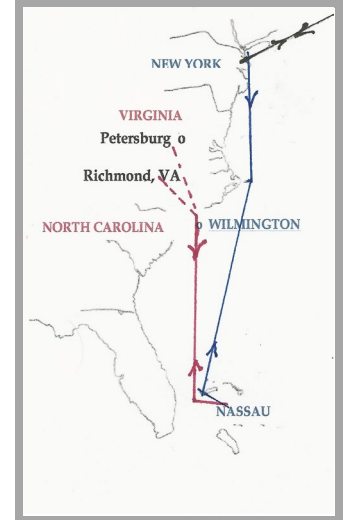 NEW YORK
VIRGINIA
Petersburg o
Richmond, VA
NORTH CAROLINA
o WILMINGTON
NASSAU